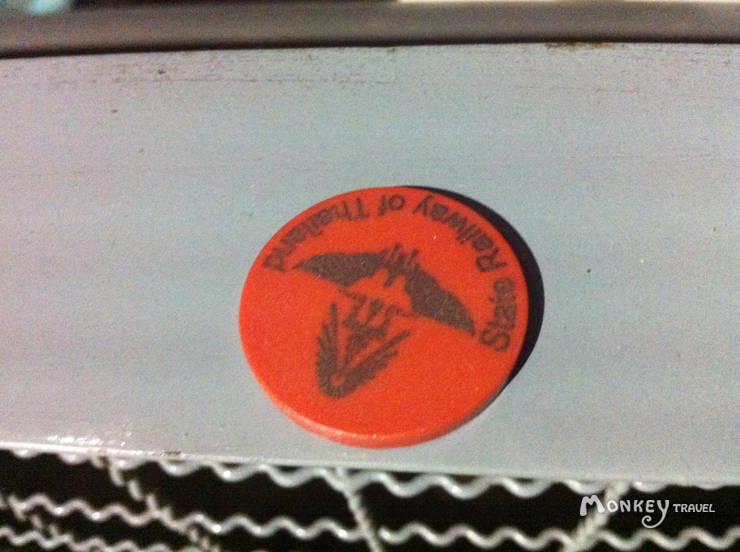 State Railway of Thailand
Monkey Travel